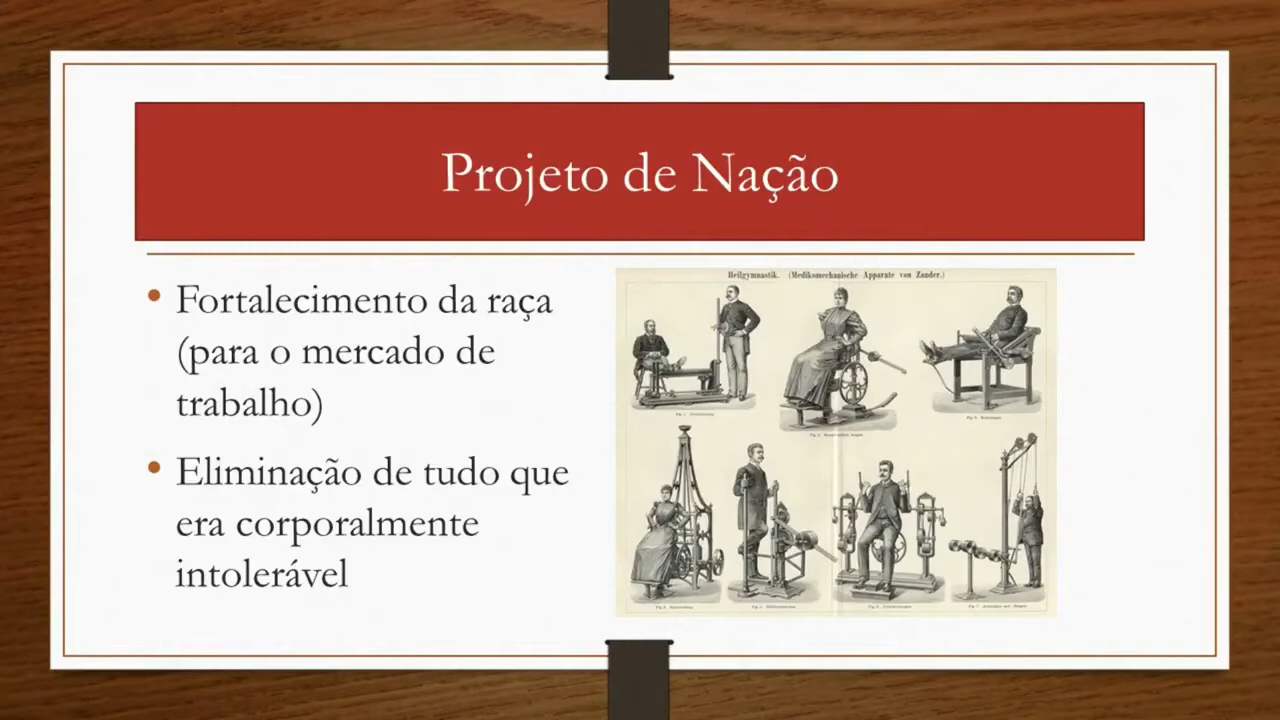 Projeto de Nação
Fortalecimento da raça
(para o mercado de
trabalho)
Eliminação de tudo que
era corporalmente
intolerável
Heilgymnastik. (Medikomechanische Apparate von Zander.)